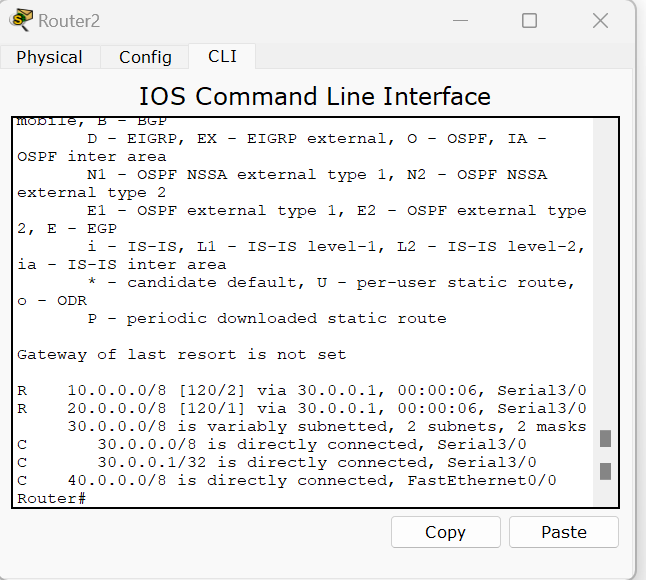 Router2
Physical Config CLI
IOS Command Line Interface
mobile, B - BGP
D - EIGRP, EX - EIGRP external, O - OSPF, IA -
OSPF inter area
N1 - OSPF NSSA external type 1, N2 - OSPF NSSA
external type 2
E1 - OSPF external type 1, E2 - OSPF external type
2, E - EGP
i - IS-IS, L1 - IS-IS level-1, L2 - IS-IS level-2,
ia - IS-IS inter area
* - candidate default, U - per-user static route,
o - ODR
P - periodic downloaded static route
Gateway of last resort is not set
R 10.0.0.0/8 [120/2] via 30.0.0.1, 00:00:06, Serial3/0
R 20.0.0.0/8 [120/1] via 30.0.0.1, 00:00:06, Serial3/0
30.0.0.0/8 is variably subnetted, 2 subnets, 2 masks
C 30.0.0.0/8 is directly connected, Serial3/0
C 30.0.0.1/32 is directly connected, Serial3/0
C 40.0.0.0/8 is directly connected, FastEthernet0/0
Router#
Copy Paste